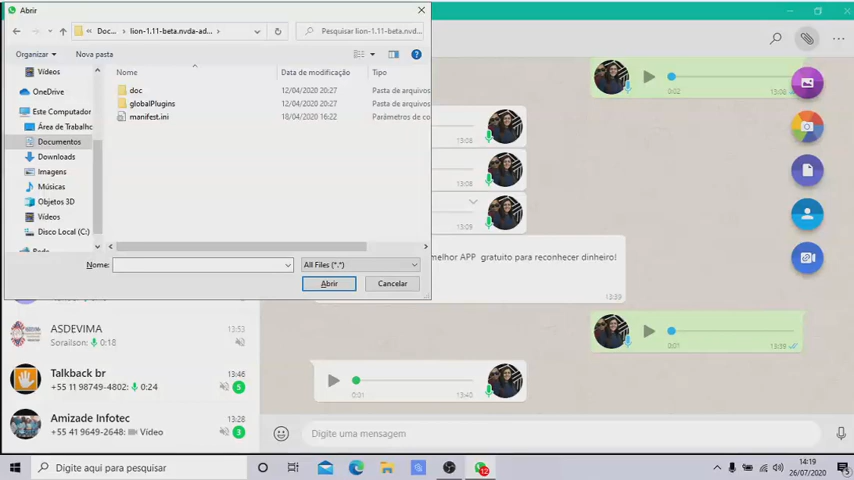 Abrir
Doc... > lion-1.11-beta.nvda-ad...
Pesquisar lion-1.11-beta.nvd...
Organizar
Nova pasta
Vídeos
OneDrive
Este Computador
Área de Trabalho
Documentos
Downloads
Imagens
Músicas
Objetos 3D
Vídeos
Disco Local (C:)
Rede
Nome
Data de modificação
Tipo
doc
12/04/2020 20:27
Pasta de arquivos
globalPlugins
12/04/2020 20:27
Pasta de arquivos
manifest.ini
18/04/2020 16:22
Parâmetros de co
Nome:
All Files (*.*)
Abrir
Cancelar
0:02
13:08
13:08
13:09
melhor APP gratuito para reconhecer dinheiro!
13:39
0:01
13:39
0:01
13:40
ASDEVIMA
13:53
Sorailson: 0:18
Talkback br
13:46
+55 11 98749-4802: 0:24
5
Amizade Infotec
13:28
+55 41 9649-2648: Vídeo
3
Digite uma mensagem
Digite aqui para pesquisar
12
14:19
26/07/2020
5